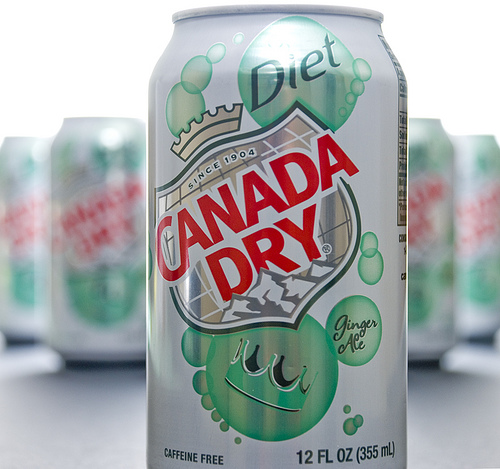 Diet
SINCE 1904
CANADA
DRY®
Ginger
Ale
CAFFEINE FREE
12 FL OZ (355 mL)